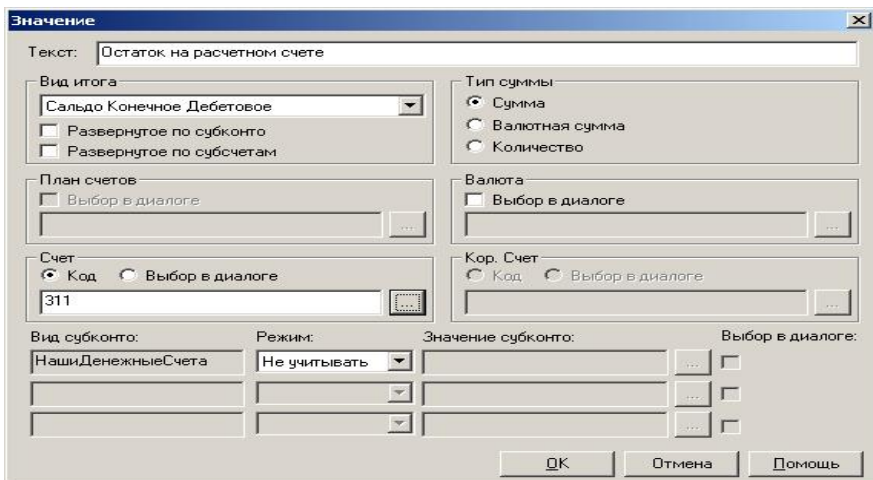 Значение
Текст: Остаток на расчетном счете
Вид итога
Сальдо Конечное Дебетовое
Развернутое по субконто
Развернутое по субсчетам
Тип суммы
Сумма
Валютная сумма
Количество
План счетов
Выбор в диалоге
...
Валюта
Выбор в диалоге
...
Счет
Код Выбор в диалоге
311 ...
Кор. Счет
Код Выбор в диалоге
...
Вид субконто: Режим: Значение субконто: Выбор в диалоге:
НашиДенежныеСчета Не учитывать ...
...
...
OK Отмена Помощь